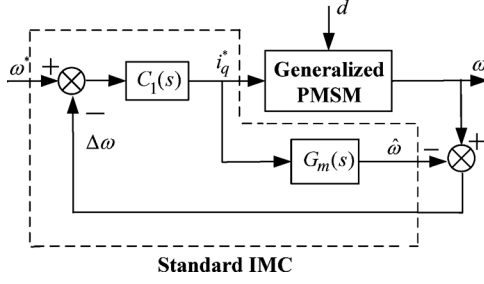 d
ω* + C₁(s) i*q Generalized PMSM ω
− Δω
Gm(s) ω̂ − +
Standard IMC